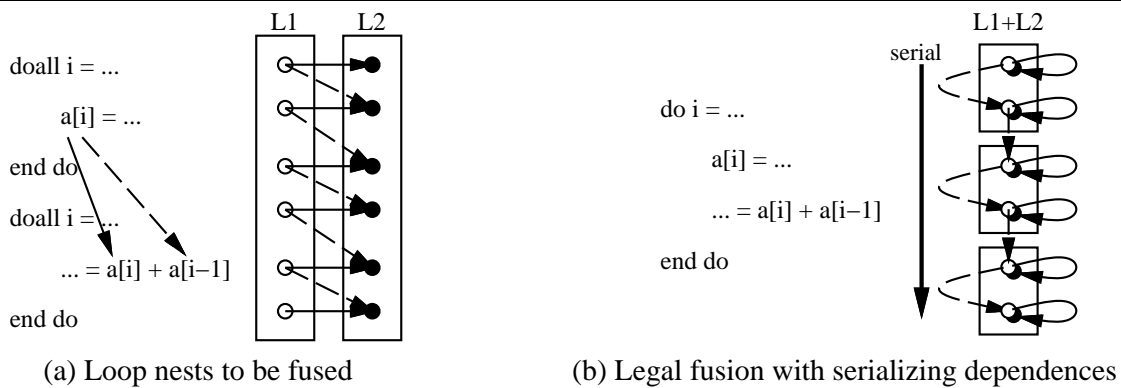 L1 L2
doall i = ...
a[i] = ...
end do
doall i = ...
... = a[i] + a[i−1]
end do
(a) Loop nests to be fused
L1+L2
serial
do i = ...
a[i] = ...
... = a[i] + a[i−1]
end do
(b) Legal fusion with serializing dependences